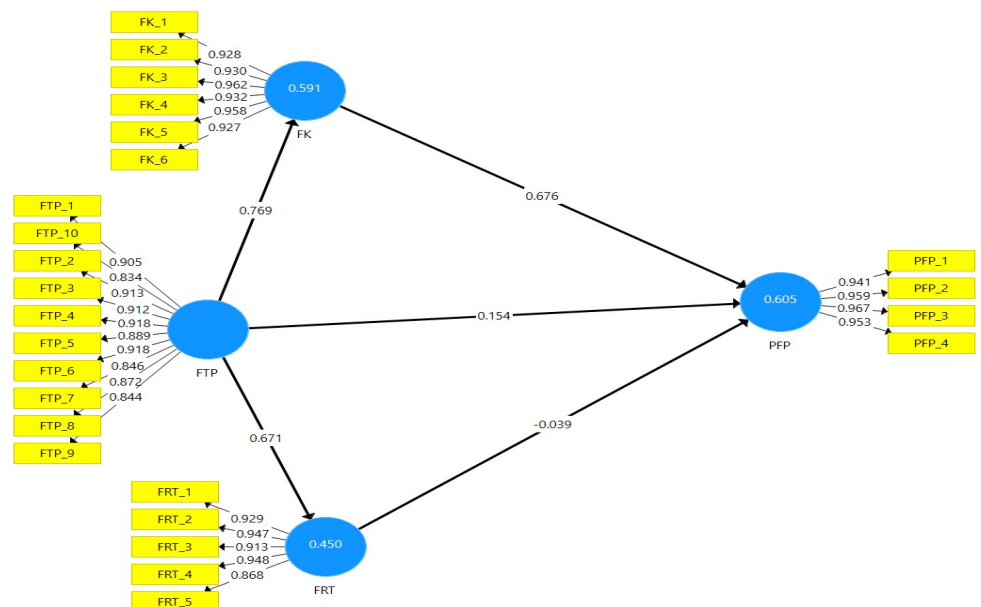 FK_1
FK_2
FK_3
FK_4
FK_5
FK_6
0.928
0.930
0.962
0.932
0.958
0.927
0.591
FK
0.769
0.676
FTP_1
FTP_10
FTP_2
FTP_3
FTP_4
FTP_5
FTP_6
FTP_7
FTP_8
FTP_9
0.905
0.834
0.913
0.912
0.918
0.889
0.918
0.846
0.872
0.844
FTP
0.154
0.605
PFP
0.941
0.959
0.967
0.953
PFP_1
PFP_2
PFP_3
PFP_4
0.671
-0.039
FRT_1
FRT_2
FRT_3
FRT_4
FRT_5
0.929
0.947
0.913
0.948
0.868
0.450
FRT